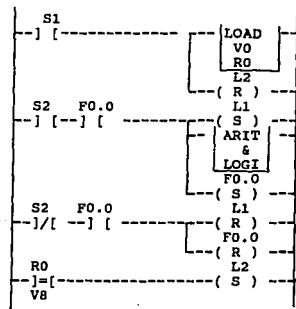 S1
--] [-- LOAD
V0
R0
L2
--( R )--
S2 F0.0 L1
--] [--] [-- ( S )--
ARIT
&
LOGI
F0.0
--( S )--
S2 F0.0 L1
--]/[ --] [-- ( R )--
F0.0
--( R )--
R0 L2
--]=[-- ( S )--
V8